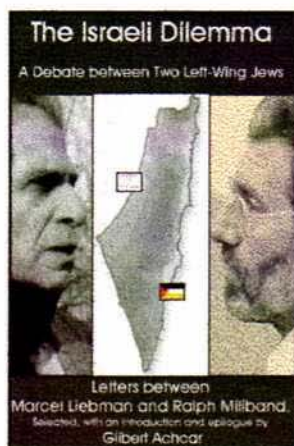 The Israeli Dilemma
A Debate between Two Left-Wing Jews
Letters between
Marcel Liebman and Ralph Miliband.
Selected, with an introduction and epilogue by
Gilbert Achcar